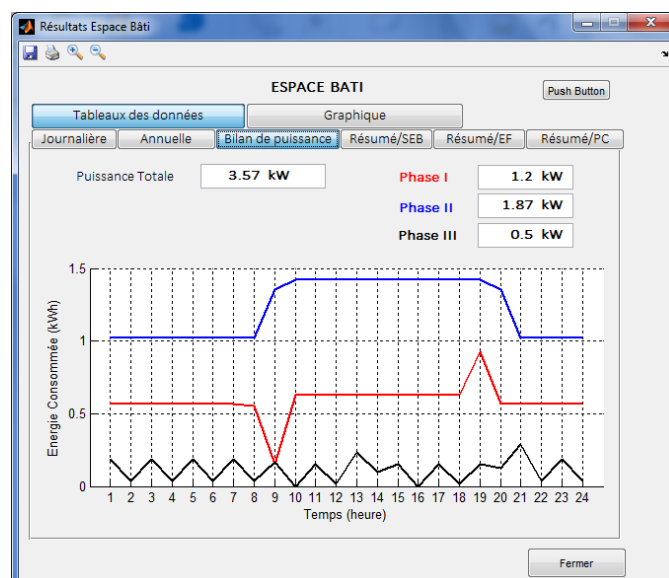 Résultats Espace Bâti
ESPACE BATI
Push Button
Tableaux des données Graphique
Journalière Annuelle Bilan de puissance Résumé/SEB Résumé/EF Résumé/PC
Puissance Totale 3.57 kW Phase I 1.2 kW
Phase II 1.87 kW
Phase III 0.5 kW
Energie Consommée (kWh)
1.5
1
0.5
0
1 2 3 4 5 6 7 8 9 10 11 12 13 14 15 16 17 18 19 20 21 22 23 24
Temps (heure)
Fermer